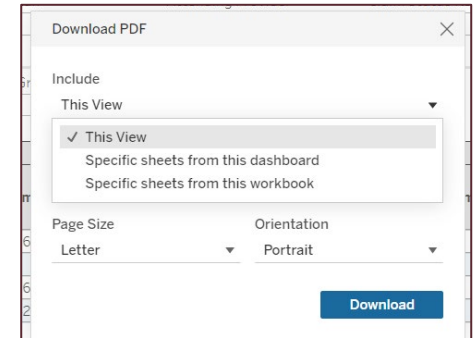 Download PDF
Include
This View
✓ This View
Specific sheets from this dashboard
Specific sheets from this workbook
Page Size Orientation
Letter Portrait
Download